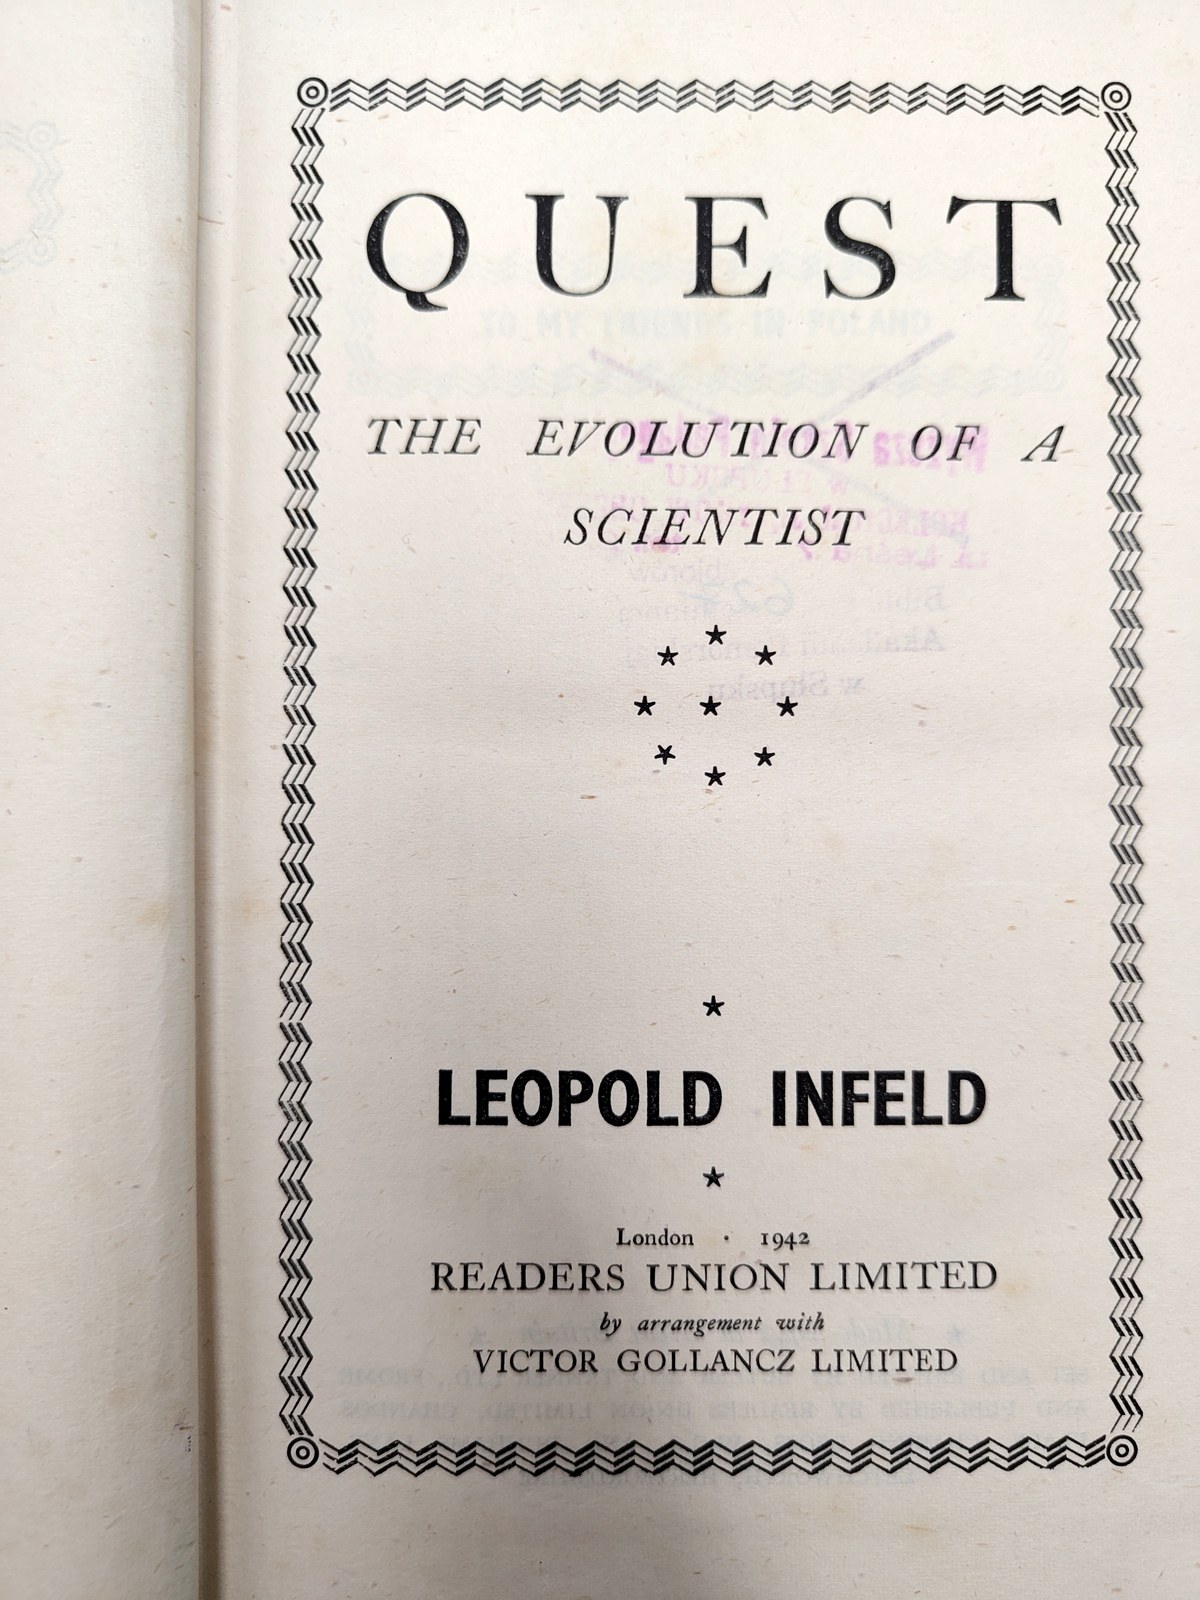 QUEST
THE EVOLUTION OF A
SCIENTIST
LEOPOLD INFELD
London · 1942
READERS UNION LIMITED
by arrangement with
VICTOR GOLLANCZ LIMITED